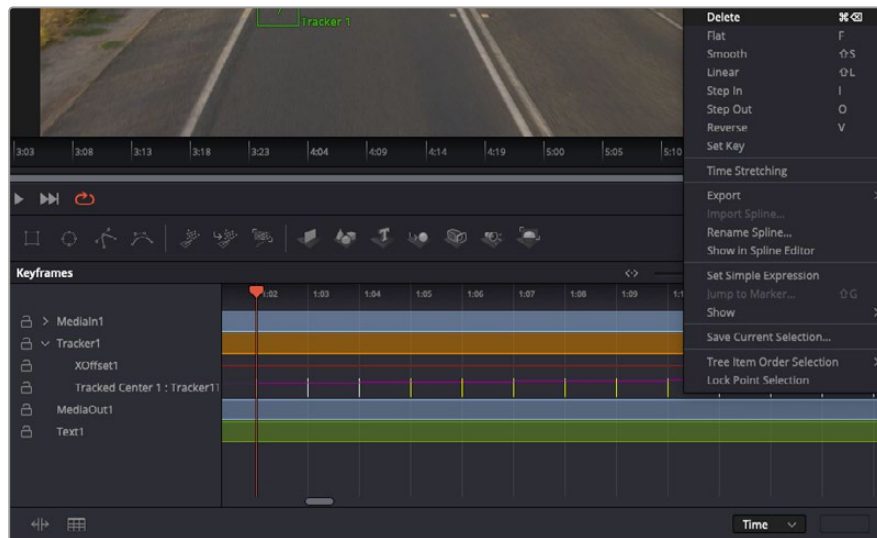 Tracker 1
Delete ⌘⌫
Flat F
Smooth ⇧S
Linear ⇧L
Step In I
Step Out O
Reverse V
Set Key
Time Stretching
Export >
Import Spline...
Rename Spline...
Show in Spline Editor
Set Simple Expression
Jump to Marker... ⇧G
Show >
Save Current Selection...
Tree Item Order Selection >
Lock Point Selection
3:03 3:08 3:13 3:18 3:23 4:04 4:09 4:14 4:19 5:00 5:05 5:10
T
Keyframes
1:02 1:03 1:04 1:05 1:06 1:07 1:08 1:09
> MediaIn1
Tracker1
XOffset1
Tracked Center 1 : Tracker1
MediaOut1
Text1
Time